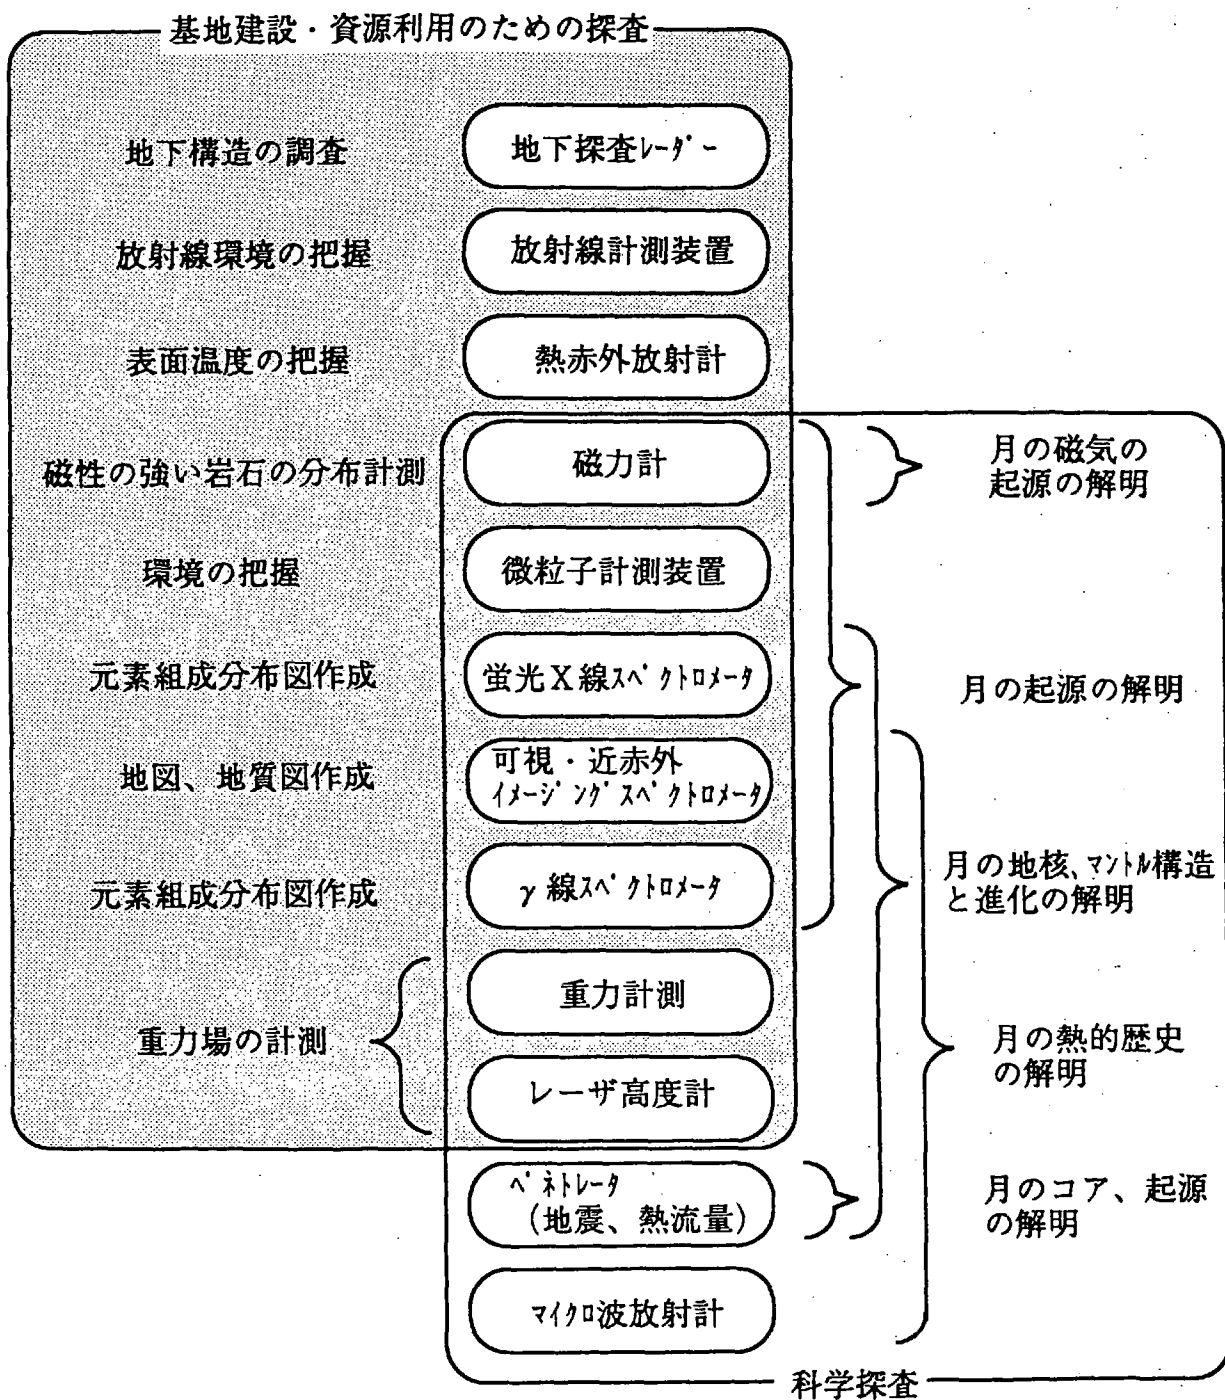 基地建設・資源利用のための探査
地下構造の調査
地下探査レーダー
放射線環境の把握
放射線計測装置
表面温度の把握
熱赤外放射計
磁性の強い岩石の分布計測
磁力計
月の磁気の
起源の解明
環境の把握
微粒子計測装置
元素組成分布図作成
蛍光X線スペクトロメータ
月の起源の解明
地図、地質図作成
可視・近赤外
イメージングスペクトロメータ
元素組成分布図作成
γ線スペクトロメータ
月の地核、マントル構造
と進化の解明
重力場の計測
重力計測
レーザ高度計
月の熱的歴史
の解明
ペネトレータ
(地震、熱流量)
月のコア、起源
の解明
マイクロ波放射計
科学探査